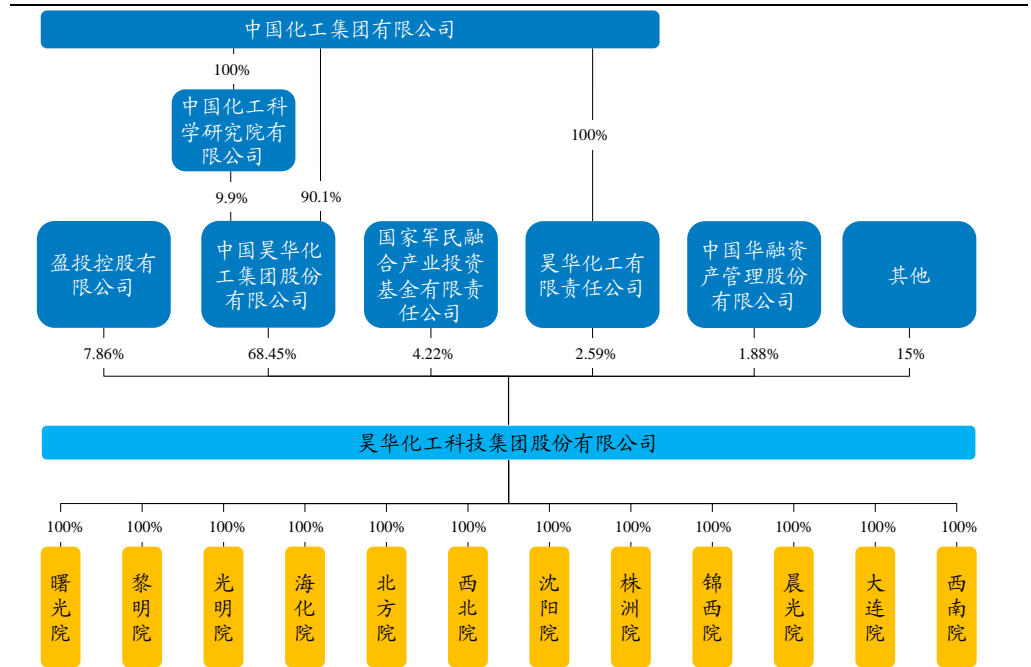 中国化工集团有限公司
100%
中国化工科
学研究院有
限公司
100%
9.9%
90.1%
盈投控股有
限公司
中国昊华化
工集团股份
有限公司
国家军民融
合产业投资
基金有限责
任公司
昊华化工有
限责任公司
中国华融资
产管理股份
有限公司
其他
7.86%
68.45%
4.22%
2.59%
1.88%
15%
昊华化工科技集团股份有限公司
100%
100%
100%
100%
100%
100%
100%
100%
100%
100%
100%
100%
曙光院
黎明院
光明院
海化院
北方院
西北院
沈阳院
株洲院
锦西院
晨光院
大连院
西南院